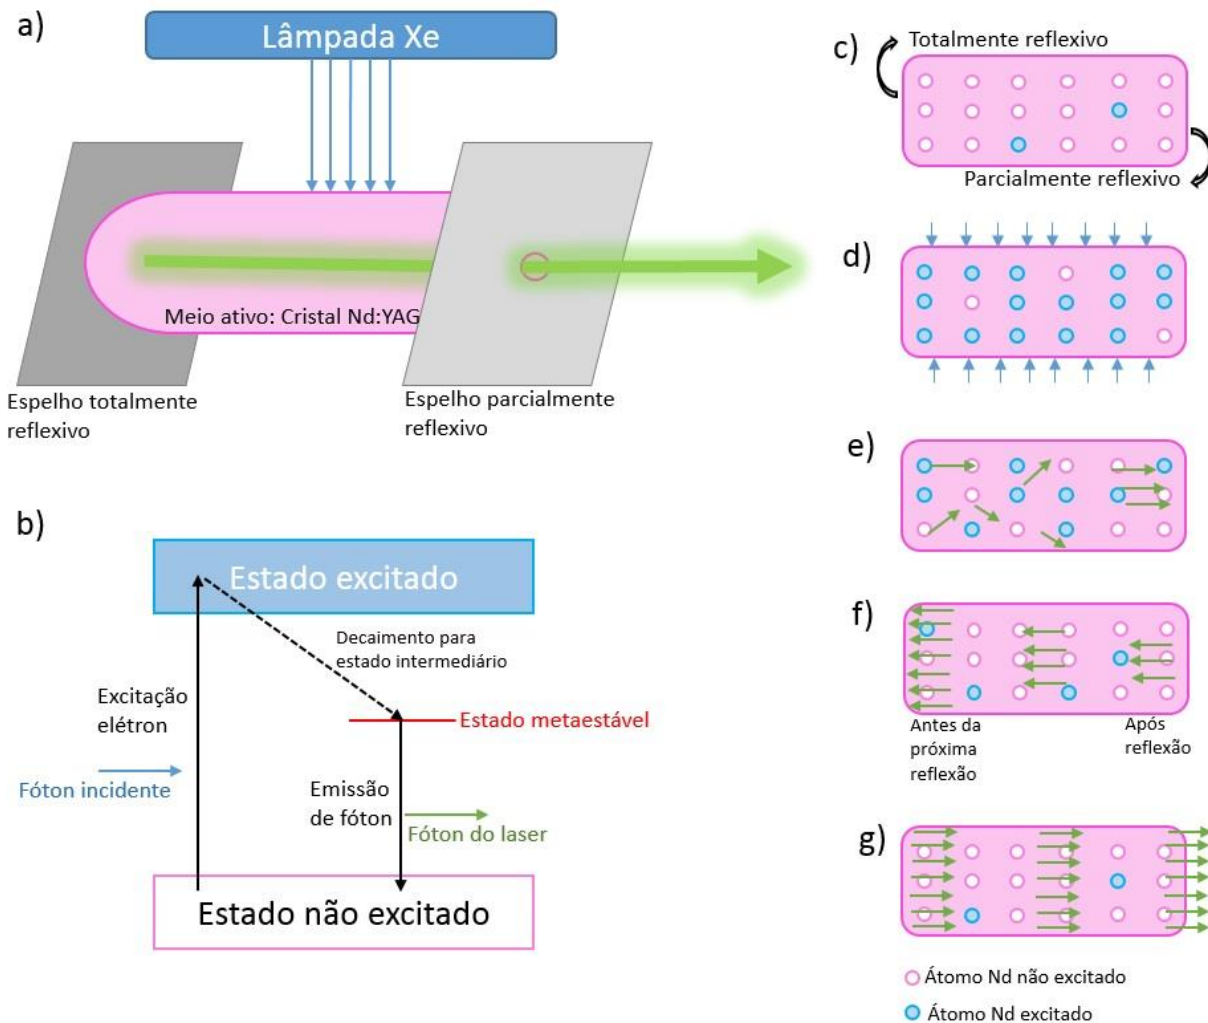 a)
Lâmpada Xe
Meio ativo: Cristal Nd:YAG
Espelho totalmente
reflexivo
Espelho parcialmente
reflexivo
b)
Estado excitado
Decaimento para
estado intermediário
Excitação
elétron
Estado metaestável
Fóton incidente
Emissão
de fóton
Fóton do laser
Estado não excitado
c)
Totalmente reflexivo
Parcialmente reflexivo
d)
e)
f)
Antes da
próxima
reflexão
Após
reflexão
g)
Átomo Nd não excitado
Átomo Nd excitado